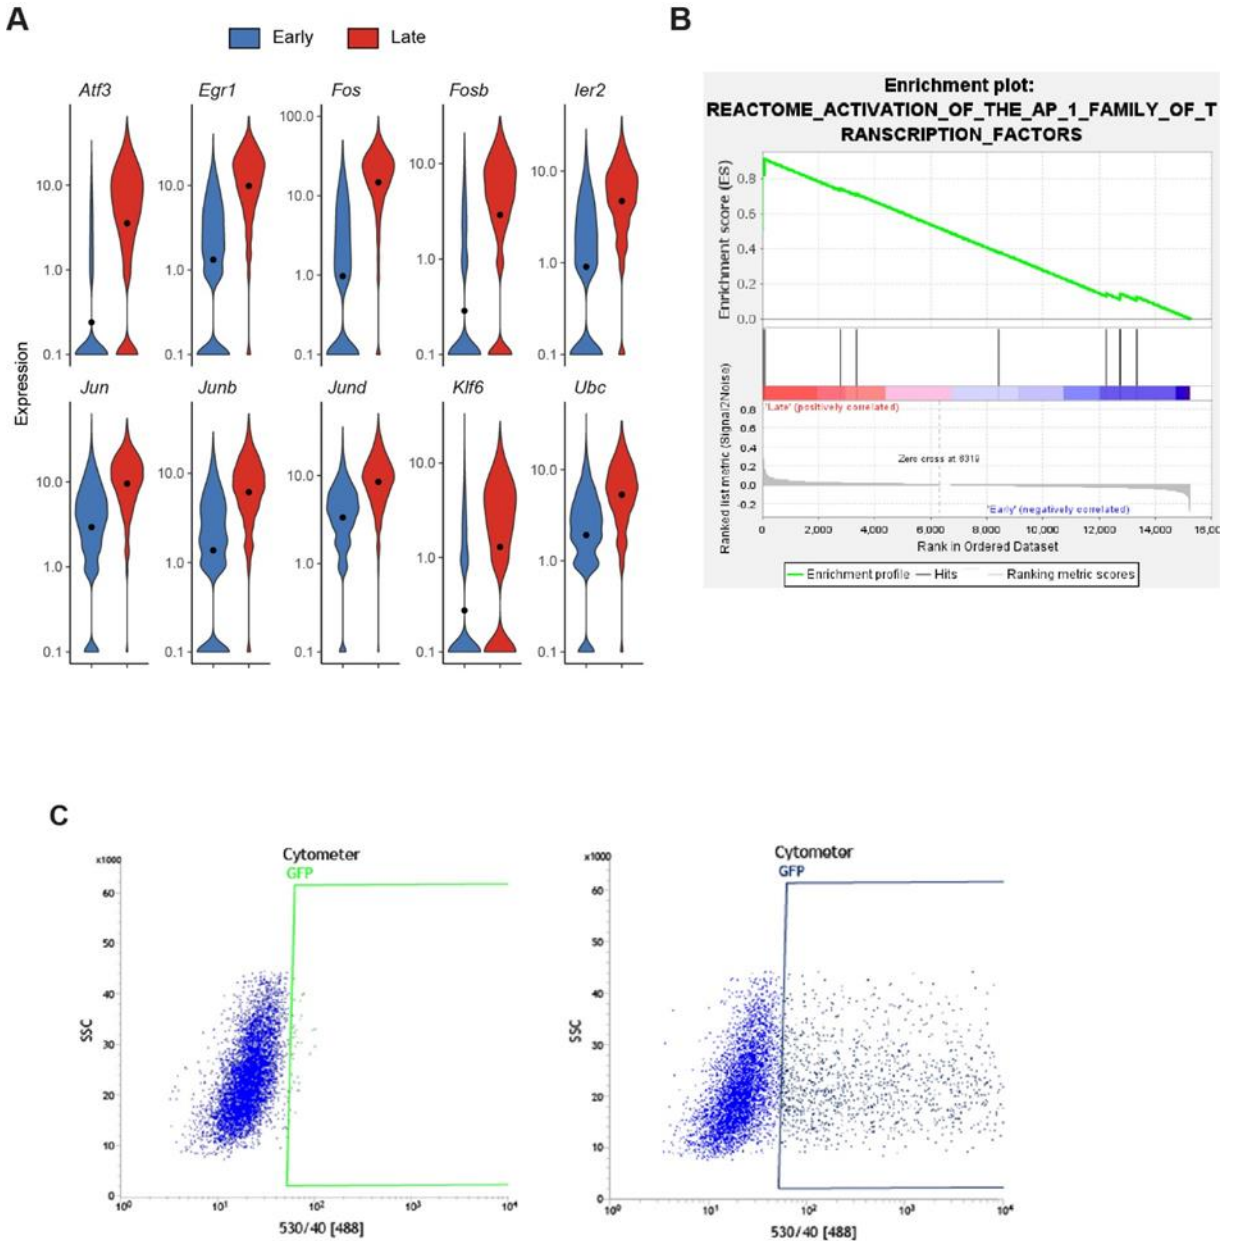 A
Early Late
Atf3 Egr1 Fos Fosb Ier2
10.0
1.0
0.1
10.0
1.0
0.1
100.0
10.0
1.0
0.1
10.0
1.0
0.1
10.0
1.0
0.1
Expression
Jun Junb Jund Klf6 Ubc
10.0
1.0
0.1
10.0
1.0
0.1
10.0
1.0
0.1
10.0
1.0
0.1
10.0
1.0
0.1
B
Enrichment plot:
REACTOME_ACTIVATION_OF_THE_AP_1_FAMILY_OF_T
RANSCRIPTION_FACTORS
Enrichment score (ES)
0.8
0.6
0.4
0.2
0.0
Ranked list metric (Signal2Noise)
'Late' (positively correlated)
0.8
0.6
0.4
0.2
0.0
-0.2
Zero cross at 6319
'Early' (negatively correlated)
0 2,000 4,000 6,000 8,000 10,000 12,000 14,000 16,00
Rank in Ordered Dataset
Enrichment profile Hits Ranking metric scores
C
Cytometer
GFP
x1000
60
50
40
30
20
10
0
SSC
10⁰ 10¹ 10² 10³ 10⁴
530/40 [488]
Cytometer
GFP
x1000
60
50
40
30
20
10
0
SSC
10⁰ 10¹ 10² 10³ 10⁴
530/40 [488]